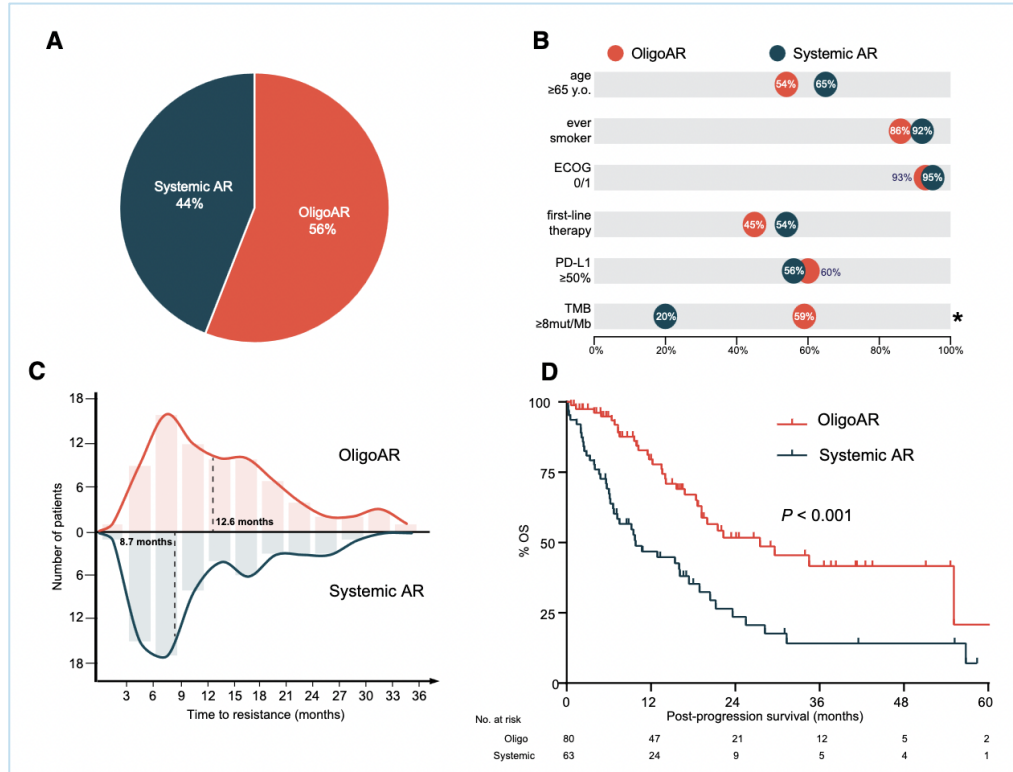 A
Systemic AR
44%
OligoAR
56%
B
OligoAR
Systemic AR
age
≥65 y.o.
54%
65%
ever
smoker
86%
92%
ECOG
0/1
93%
95%
first-line
therapy
45%
54%
PD-L1
≥50%
56%
60%
TMB
≥8mut/Mb
20%
59%
*
0%
20%
40%
60%
80%
100%
C
18
12
6
0
6
12
18
Number of patients
OligoAR
12.6 months
8.7 months
Systemic AR
3 6 9 12 15 18 21 24 27 30 33 36
Time to resistance (months)
D
100
75
50
25
0
% OS
OligoAR
Systemic AR
P < 0.001
0 12 24 36 48 60
Post-progression survival (months)
No. at risk
Oligo 80 47 21 12 5 2
Systemic 63 24 9 5 4 1